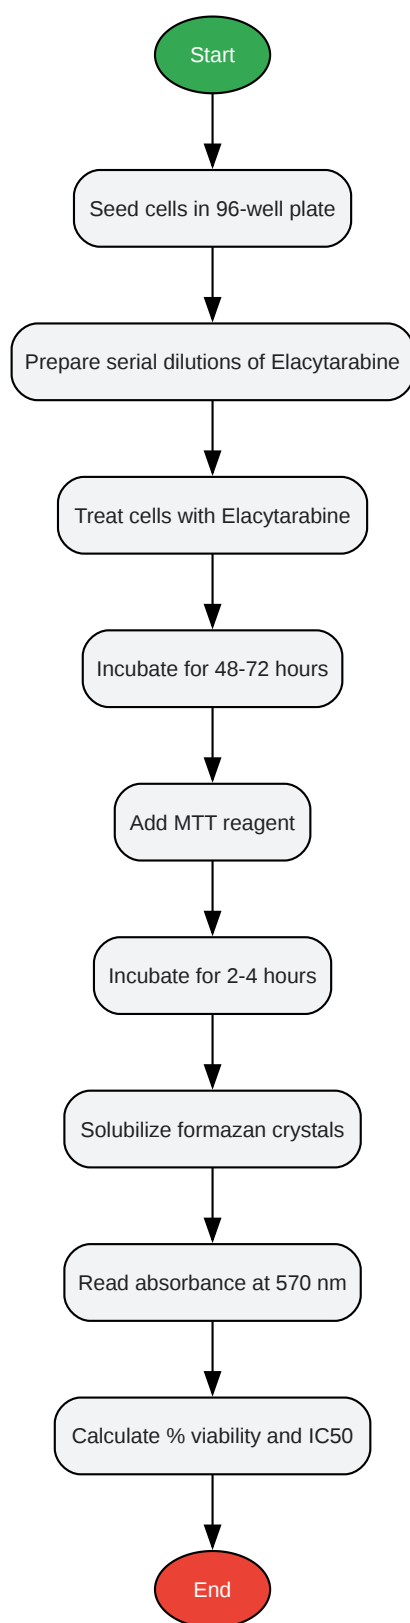 Start
Seed cells in 96-well plate
Prepare serial dilutions of Elacytarabine
Treat cells with Elacytarabine
Incubate for 48-72 hours
Add MTT reagent
Incubate for 2-4 hours
Solubilize formazan crystals
Read absorbance at 570 nm
Calculate % viability and IC50
End